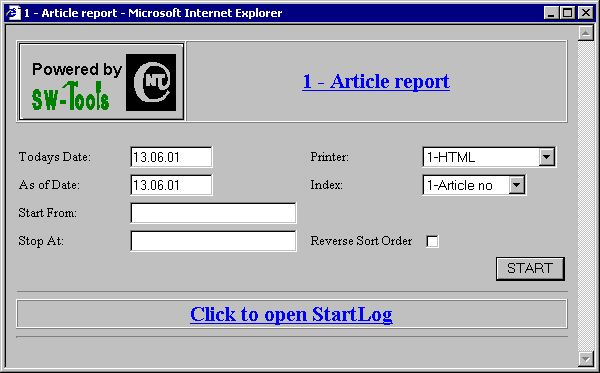 1 - Article report - Microsoft Internet Explorer
Powered by
SW-Tools
NT
1 - Article report
Todays Date: 13.06.01 Printer: 1-HTML
As of Date: 13.06.01 Index: 1-Article no
Start From:
Stop At: Reverse Sort Order
START
Click to open StartLog